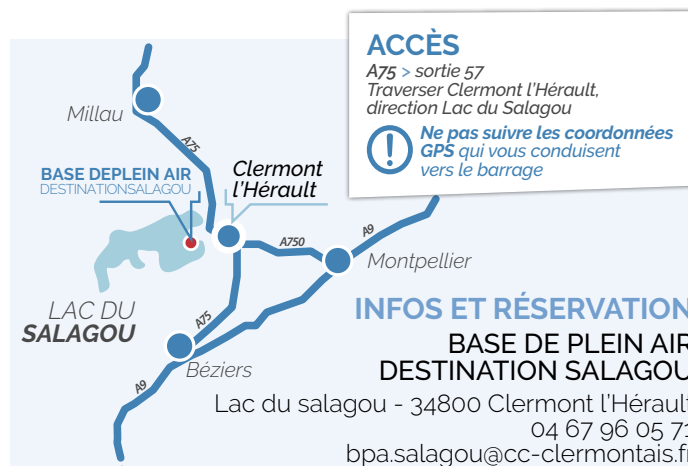 ACCÈS
A75 > sortie 57
Traverser Clermont l'Hérault,
direction Lac du Salagou
Ne pas suivre les coordonnées
GPS qui vous conduisent
vers le barrage
Millau
A75
BASE DEPLEIN AIR
DESTINATIONSALAGOU
Clermont
l'Hérault
A750
A9
Montpellier
LAC DU
SALAGOU
A75
Béziers
A9
INFOS ET RÉSERVATION
BASE DE PLEIN AIR
DESTINATION SALAGOU
Lac du salagou - 34800 Clermont l'Hérault
04 67 96 05 71
bpa.salagou@cc-clermontais.fr